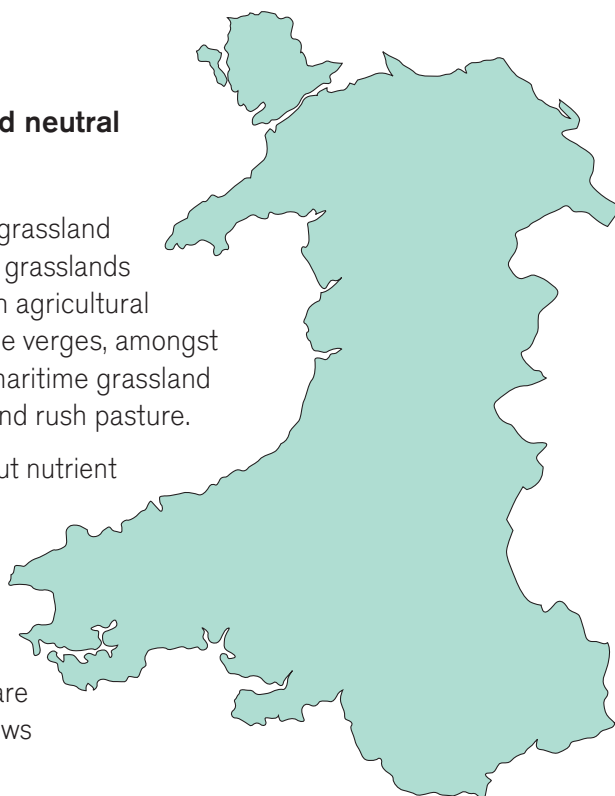 d neutral
grassland
grasslands
n agricultural
e verges, amongst
maritime grassland
nd rush pasture.
ut nutrient
are
ws